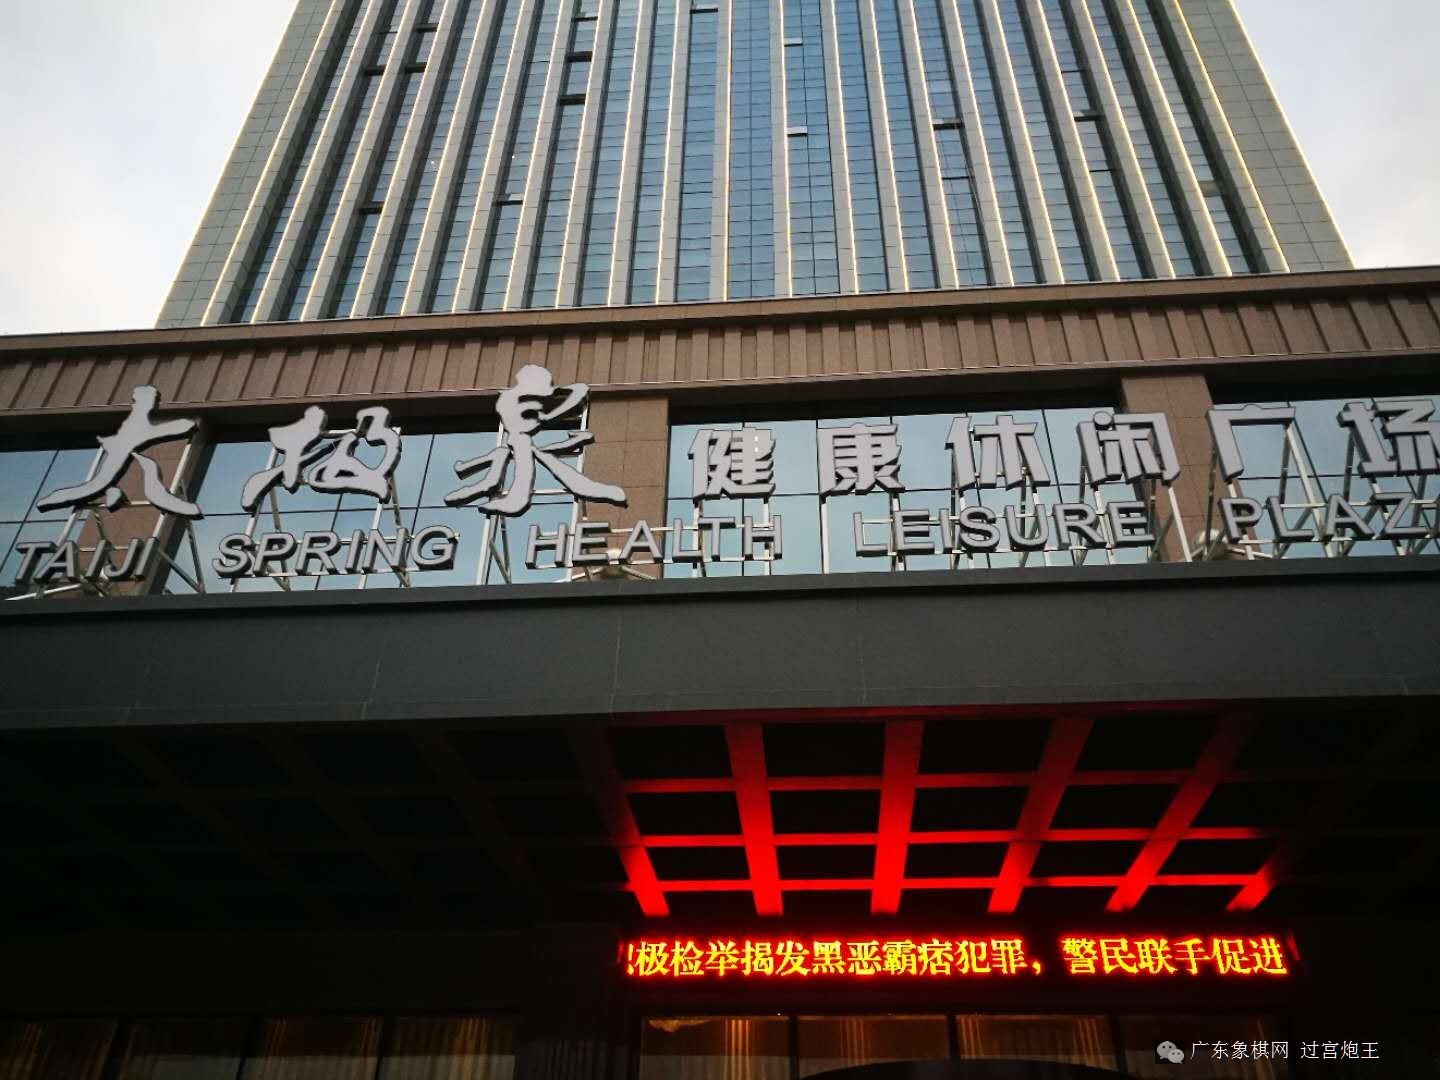 太极泉 健康休闲广场
TAIJI SPRING HEALTH LEISURE PLAZA
极检举揭发黑恶霸痞犯罪，警民联手促进
广东象棋网 过宫炮王